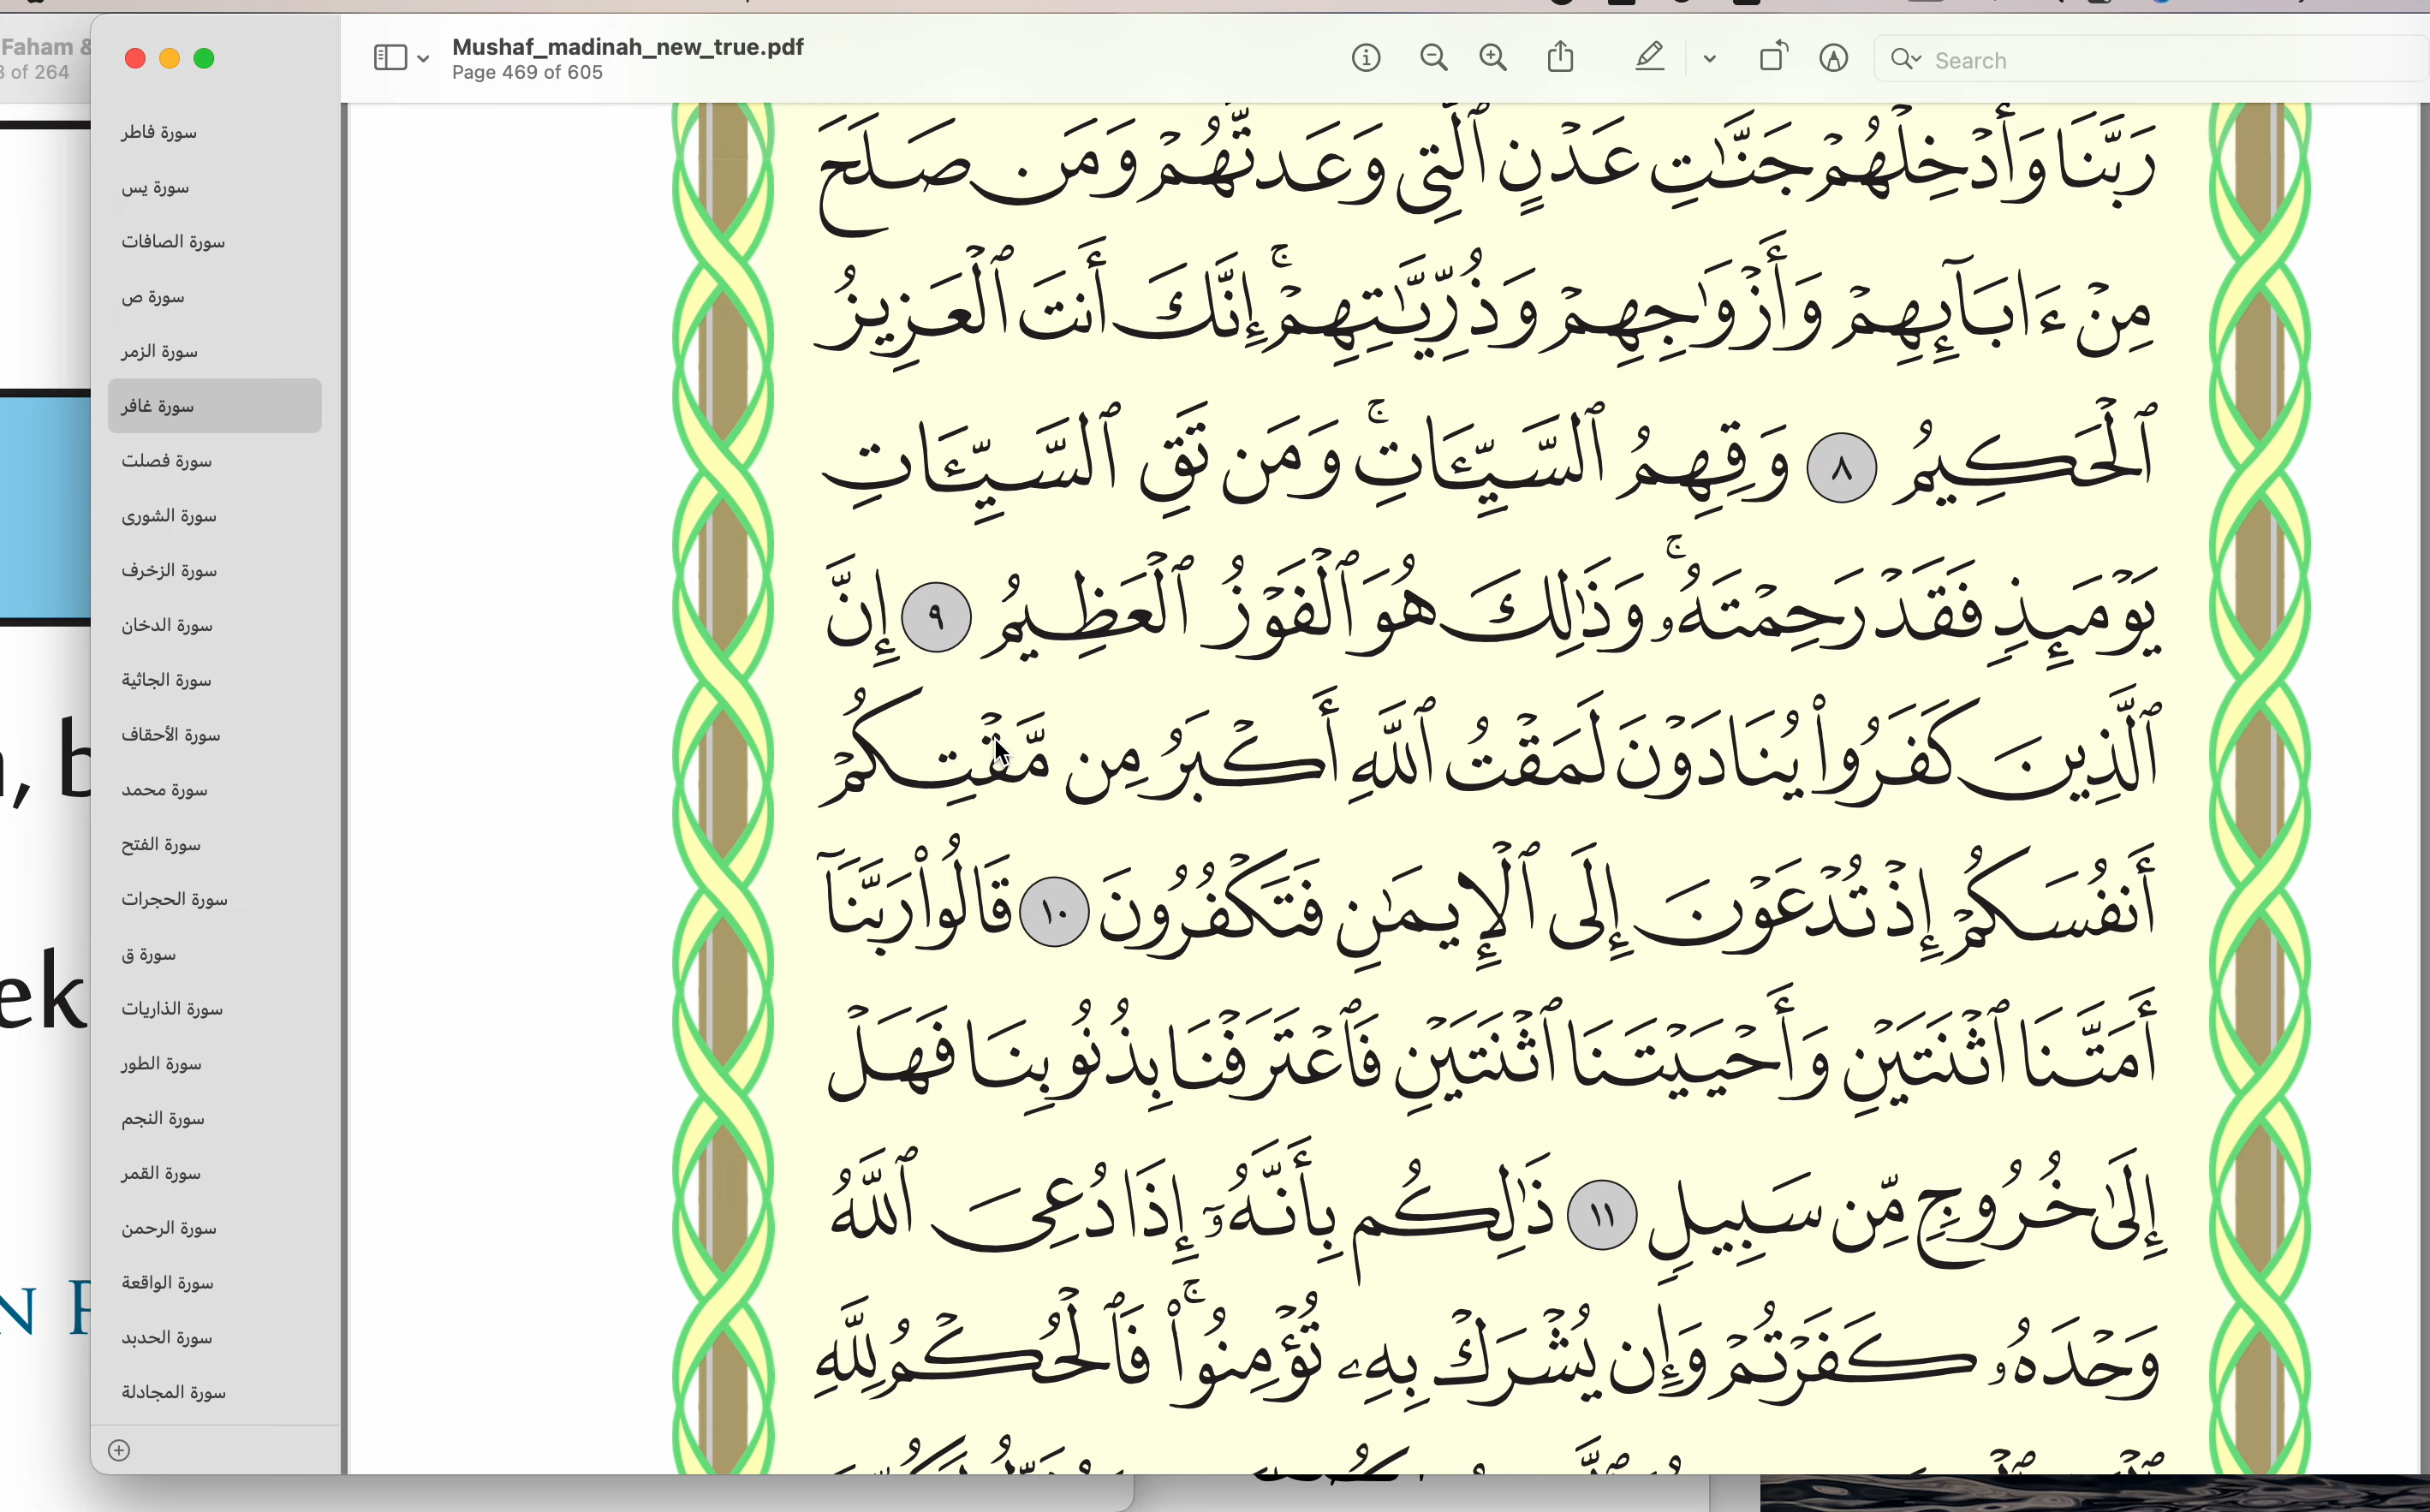 Faham &
3 of 264
Mushaf_madinah_new_true.pdf
Page 469 of 605
Search
سورة فاطر
سورة يس
سورة الصافات
سورة ص
سورة الزمر
سورة غافر
سورة فصلت
سورة الشورى
سورة الزخرف
سورة الدخان
سورة الجاثية
سورة الأحقاف
سورة محمد
سورة الفتح
سورة الحجرات
سورة ق
سورة الذاريات
سورة الطور
سورة النجم
سورة القمر
سورة الرحمن
سورة الواقعة
سورة الحديد
سورة المجادلة
رَبَّنَا وَأَدْخِلْهُمْ جَنَّٰتِ عَدْنٍ ٱلَّتِى وَعَدتَّهُمْ وَمَن صَلَحَ
مِنْ ءَابَآئِهِمْ وَأَزْوَٰجِهِمْ وَذُرِّيَّٰتِهِمْ ۚ إِنَّكَ أَنتَ ٱلْعَزِيزُ
ٱلْحَكِيمُ ٨ وَقِهِمُ ٱلسَّيِّـَٔاتِ ۚ وَمَن تَقِ ٱلسَّيِّـَٔاتِ
يَوْمَئِذٍ فَقَدْ رَحِمْتَهُۥ ۚ وَذَٰلِكَ هُوَ ٱلْفَوْزُ ٱلْعَظِيمُ ٩ إِنَّ
ٱلَّذِينَ كَفَرُوا۟ يُنَادَوْنَ لَمَقْتُ ٱللَّهِ أَكْبَرُ مِن مَّقْتِكُمْ
أَنفُسَكُمْ إِذْ تُدْعَوْنَ إِلَى ٱلْإِيمَٰنِ فَتَكْفُرُونَ ١٠ قَالُوا۟ رَبَّنَآ
أَمَتَّنَا ٱثْنَتَيْنِ وَأَحْيَيْتَنَا ٱثْنَتَيْنِ فَٱعْتَرَفْنَا بِذُنُوبِنَا فَهَلْ
إِلَىٰ خُرُوجٍ مِّن سَبِيلٍ ١١ ذَٰلِكُم بِأَنَّهُۥٓ إِذَا دُعِىَ ٱللَّهُ
وَحْدَهُۥ كَفَرْتُمْ وَإِن يُشْرَكْ بِهِۦ تُؤْمِنُوا۟ ۚ فَٱلْحُكْمُ لِلَّهِ